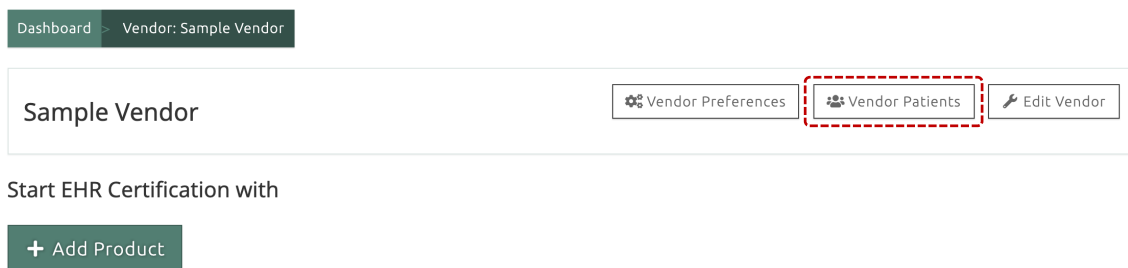 Dashboard > Vendor: Sample Vendor
Sample Vendor
Vendor Preferences
Vendor Patients
Edit Vendor
Start EHR Certification with
+ Add Product